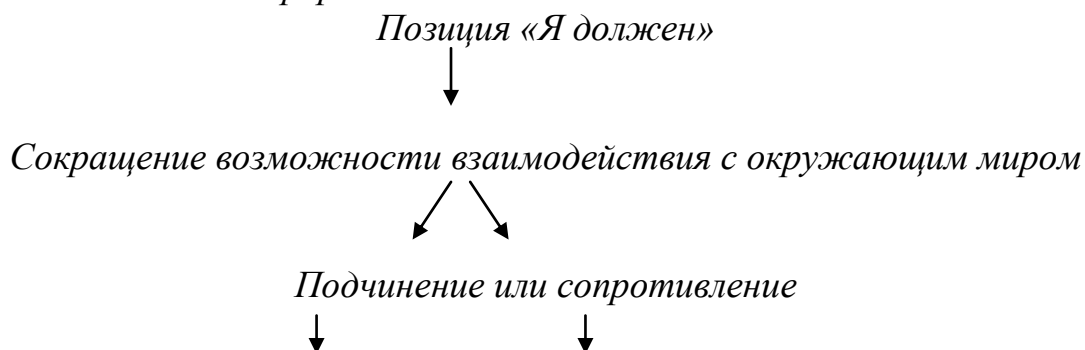 Позиция «Я должен»
Сокращение возможности взаимодействия с окружающим миром
Подчинение или сопротивление